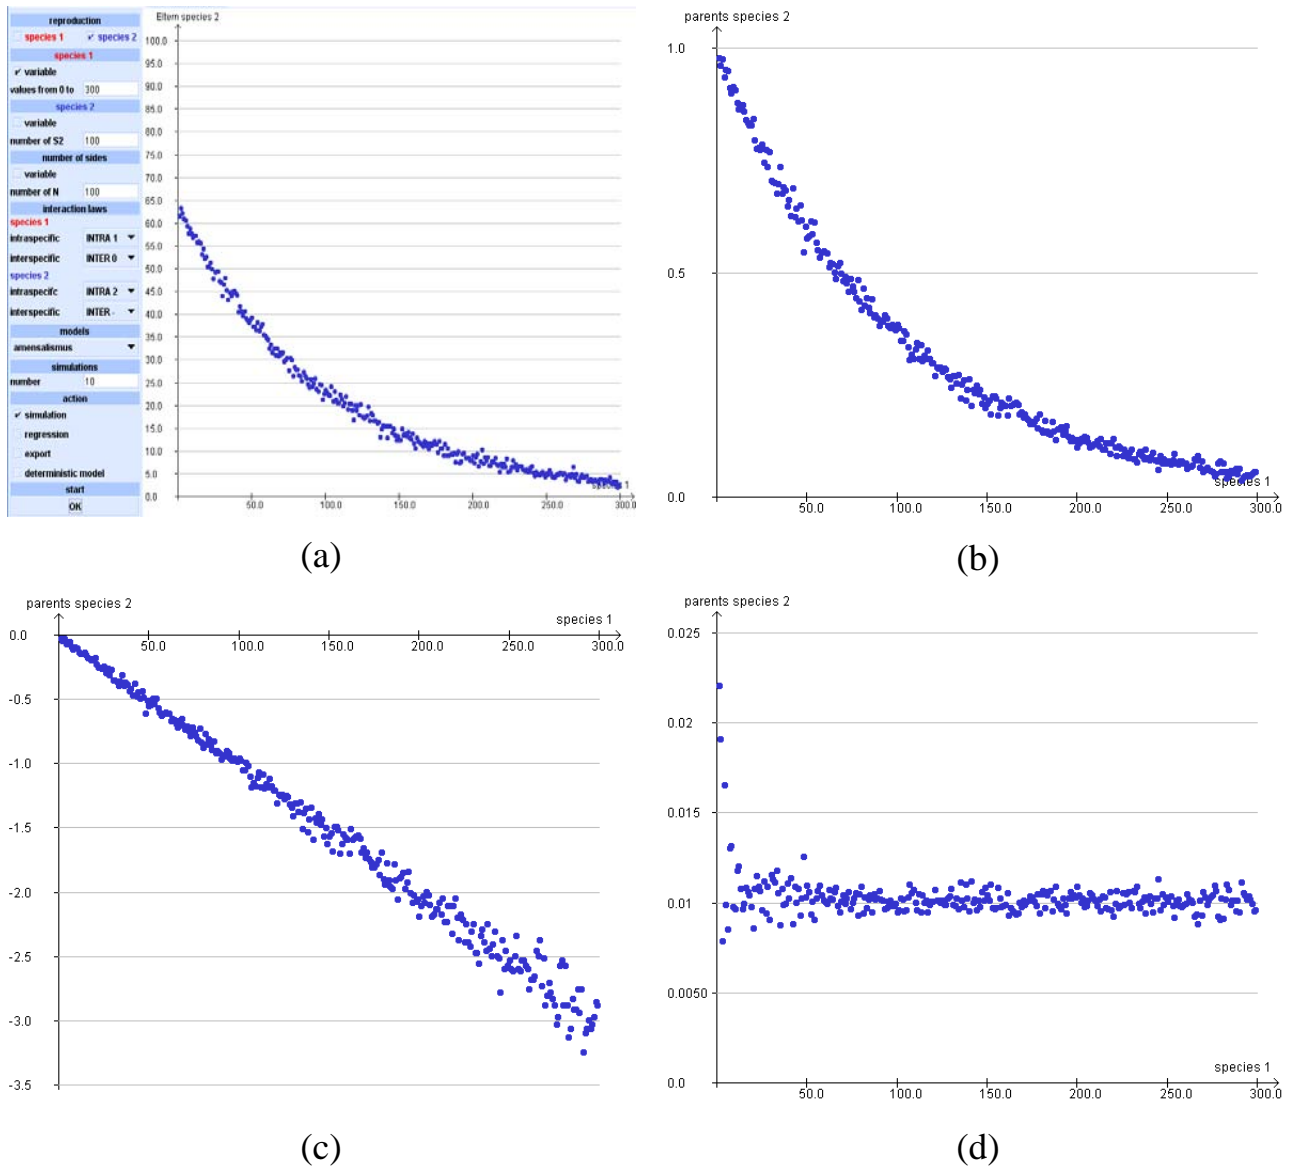 reproduction
species 1 species 2
species 1
variable
values from 0 to 300
species 2
variable
number of S2 100
number of sides
variable
number of N 100
interaction laws
species 1
intraspecific INTRA 1
interspecific INTER 0
species 2
intraspecifc INTRA 2
interspecific INTER -
models
amensalismus
simulations
number 10
action
simulation
regression
export
deterministic model
start
OK
Eltern species 2
100.0
95.0
90.0
85.0
80.0
75.0
70.0
65.0
60.0
55.0
50.0
45.0
40.0
35.0
30.0
25.0
20.0
15.0
10.0
5.0
0.0
species 1
50.0 100.0 150.0 200.0 250.0 300.0
(a)
parents species 2
1.0
0.5
0.0
species 1
50.0 100.0 150.0 200.0 250.0 300.0
(b)
parents species 2
species 1
0.0
50.0 100.0 150.0 200.0 250.0 300.0
-0.5
-1.0
-1.5
-2.0
-2.5
-3.0
-3.5
(c)
parents species 2
0.025
0.02
0.015
0.01
0.0050
0.0
species 1
50.0 100.0 150.0 200.0 250.0 300.0
(d)